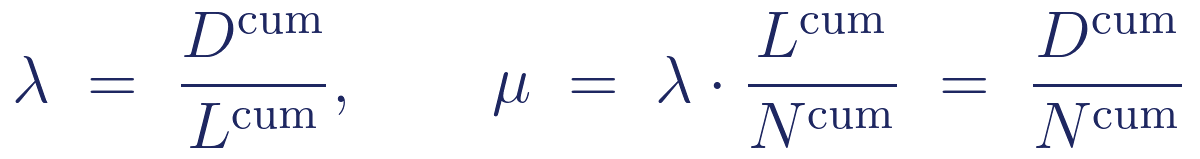 λ = D^cum / L^cum, μ = λ · L^cum / N^cum = D^cum / N^cum